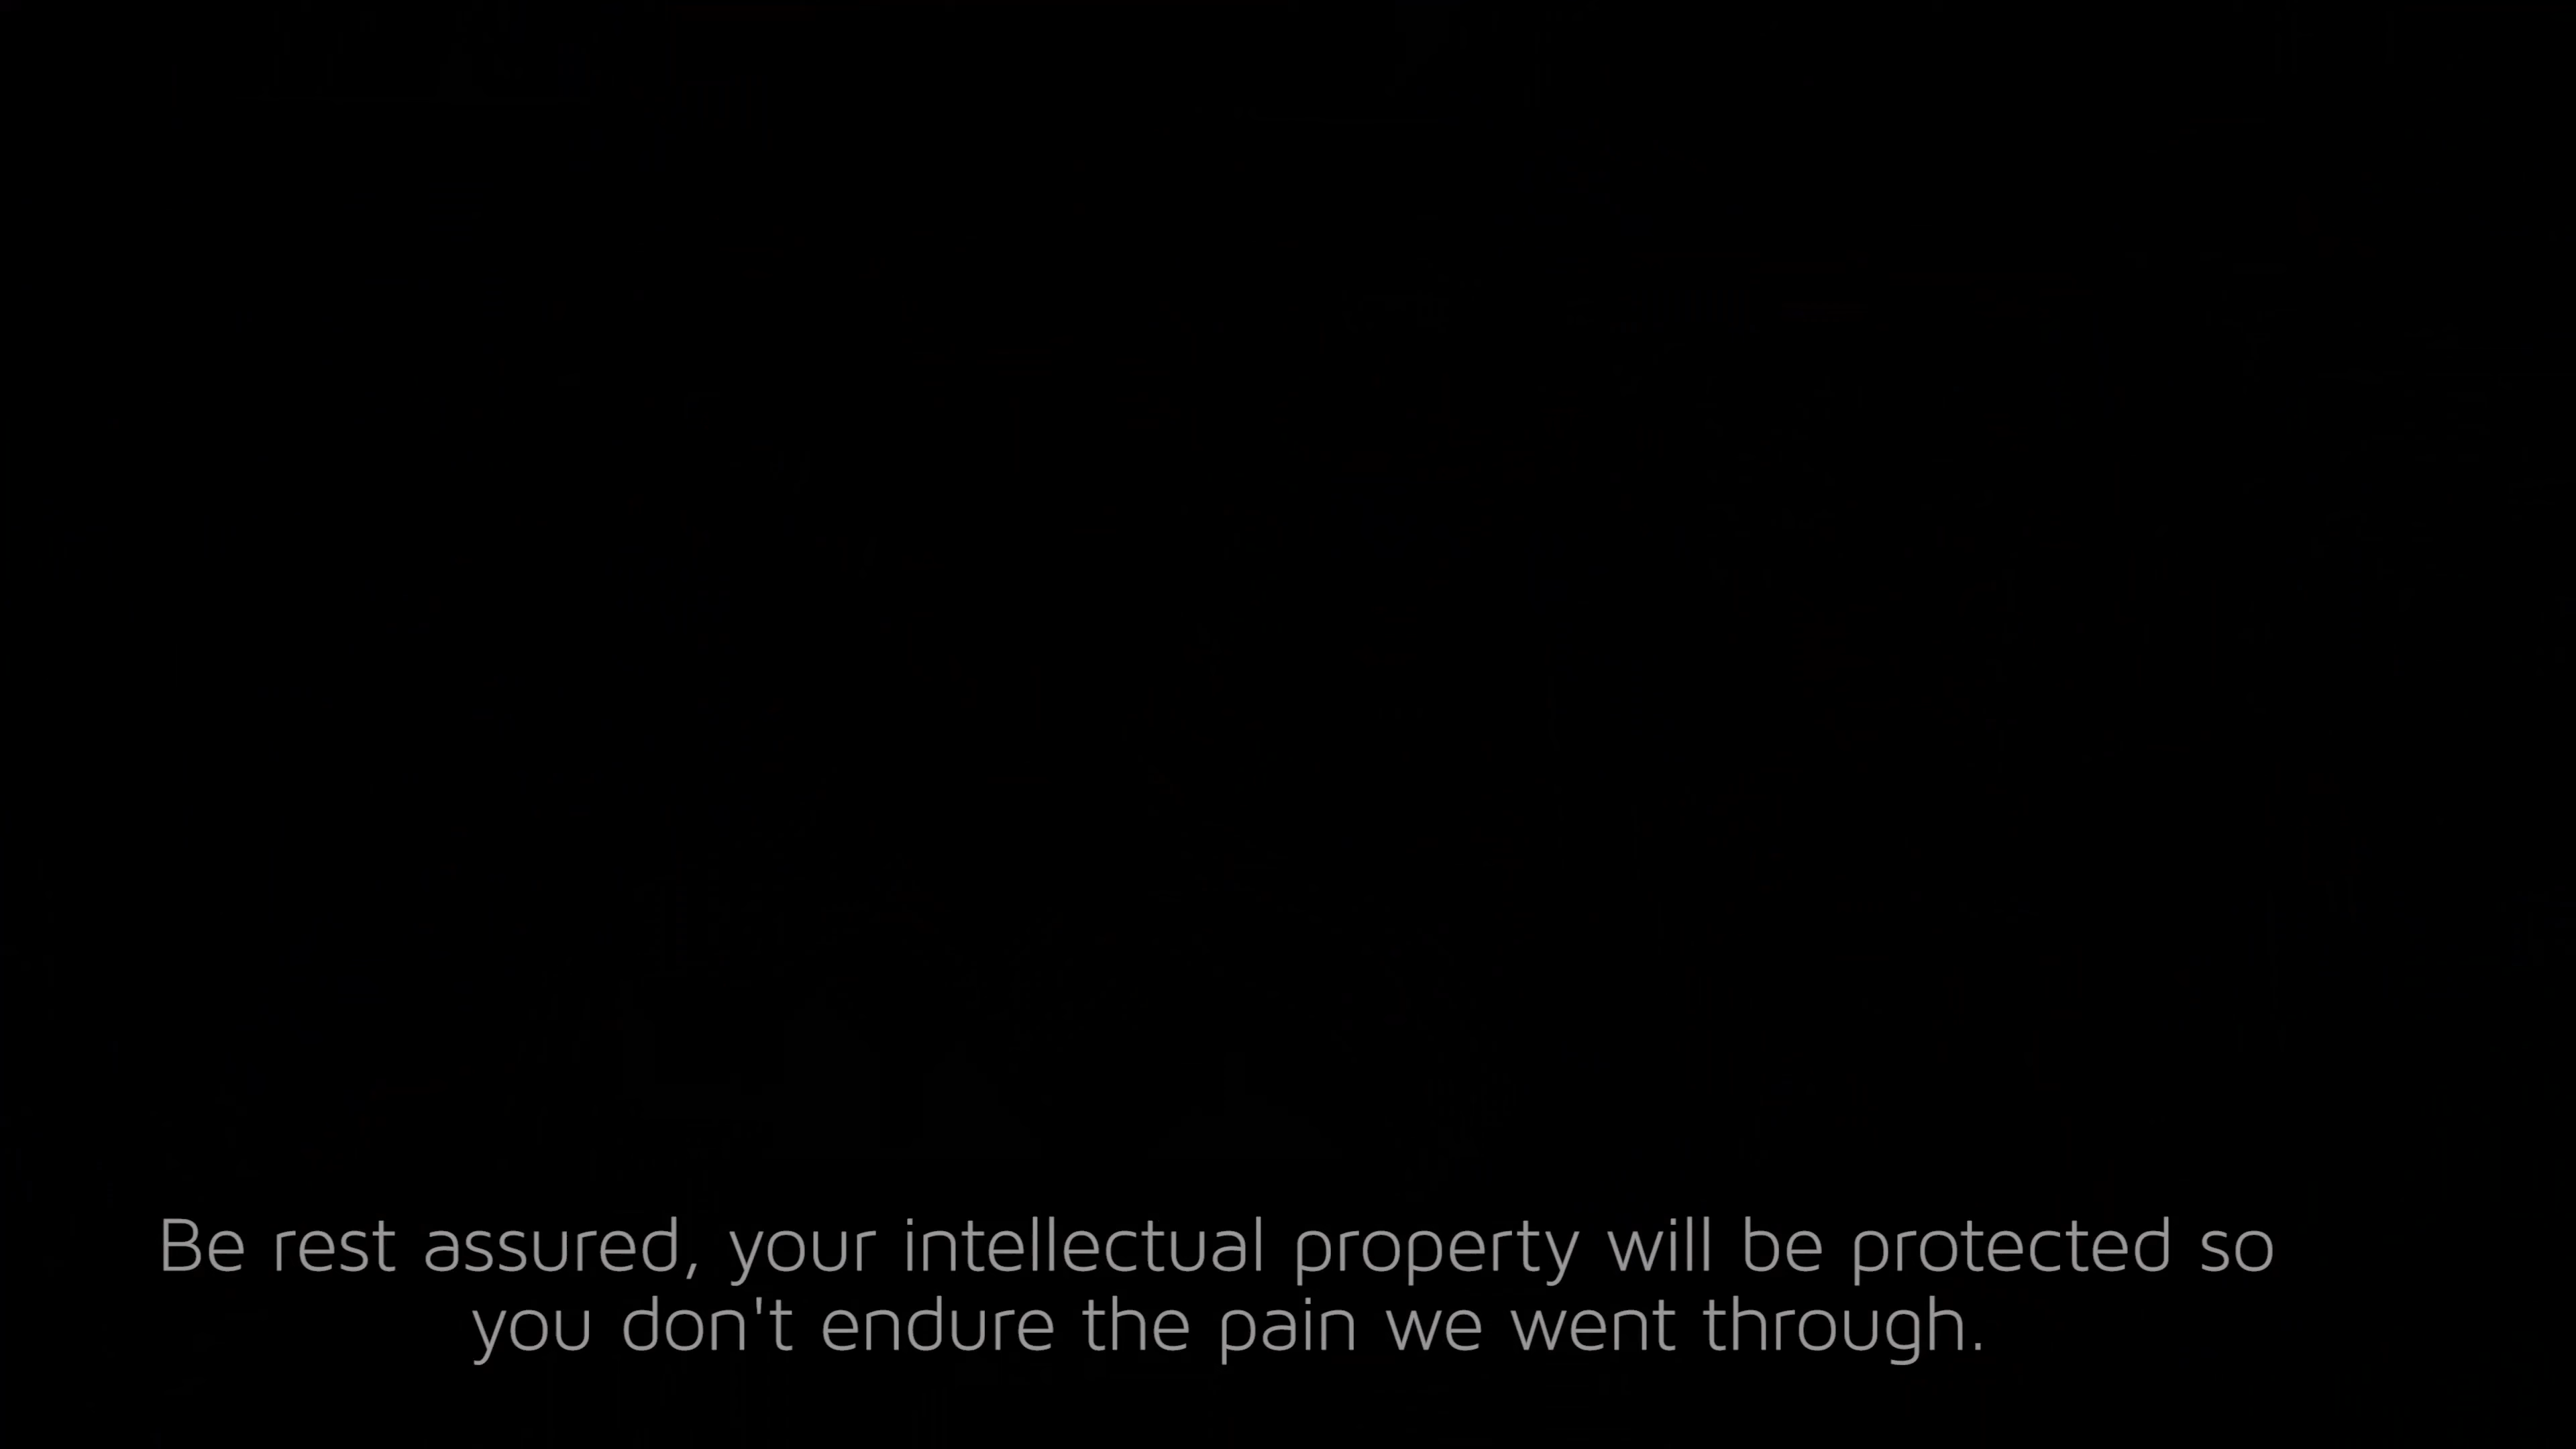 Be rest assured, your intellectual property will be protected so
you don't endure the pain we went through.